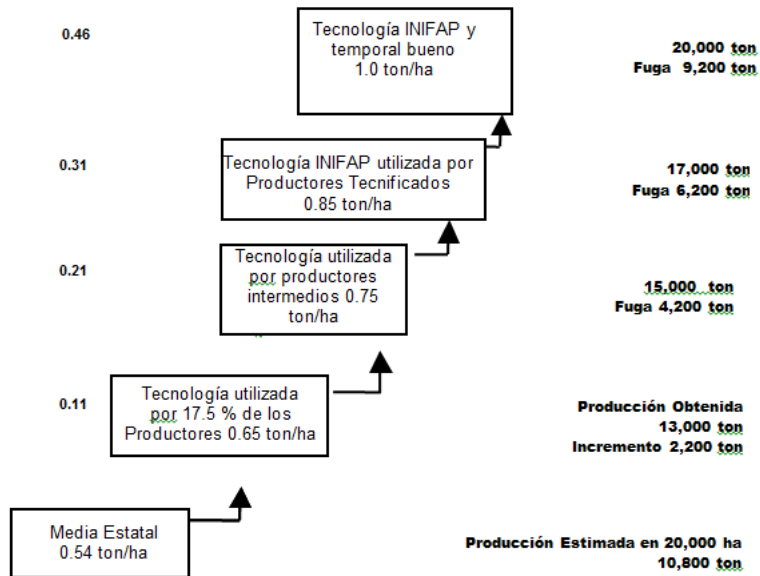 0.46
Tecnología INIFAP y
temporal bueno
1.0 ton/ha
20,000 ton
Fuga 9,200 ton
0.31
Tecnología INIFAP utilizada por
Productores Tecnificados
0.85 ton/ha
17,000 ton
Fuga 6,200 ton
0.21
Tecnología utilizada
por productores
intermedios 0.75
ton/ha
15,000 ton
Fuga 4,200 ton
0.11
Tecnología utilizada
por 17.5 % de los
Productores 0.65 ton/ha
Producción Obtenida
13,000 ton
Incremento 2,200 ton
Media Estatal
0.54 ton/ha
Producción Estimada en 20,000 ha
10,800 ton